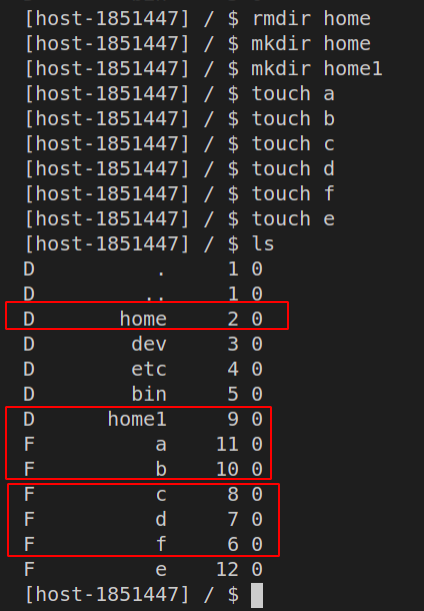 [host-1851447] / $ rmdir home
[host-1851447] / $ mkdir home
[host-1851447] / $ mkdir home1
[host-1851447] / $ touch a
[host-1851447] / $ touch b
[host-1851447] / $ touch c
[host-1851447] / $ touch d
[host-1851447] / $ touch f
[host-1851447] / $ touch e
[host-1851447] / $ ls
D . 1 0
D .. 1 0
D home 2 0
D dev 3 0
D etc 4 0
D bin 5 0
D home1 9 0
F a 11 0
F b 10 0
F c 8 0
F d 7 0
F f 6 0
F e 12 0
[host-1851447] / $